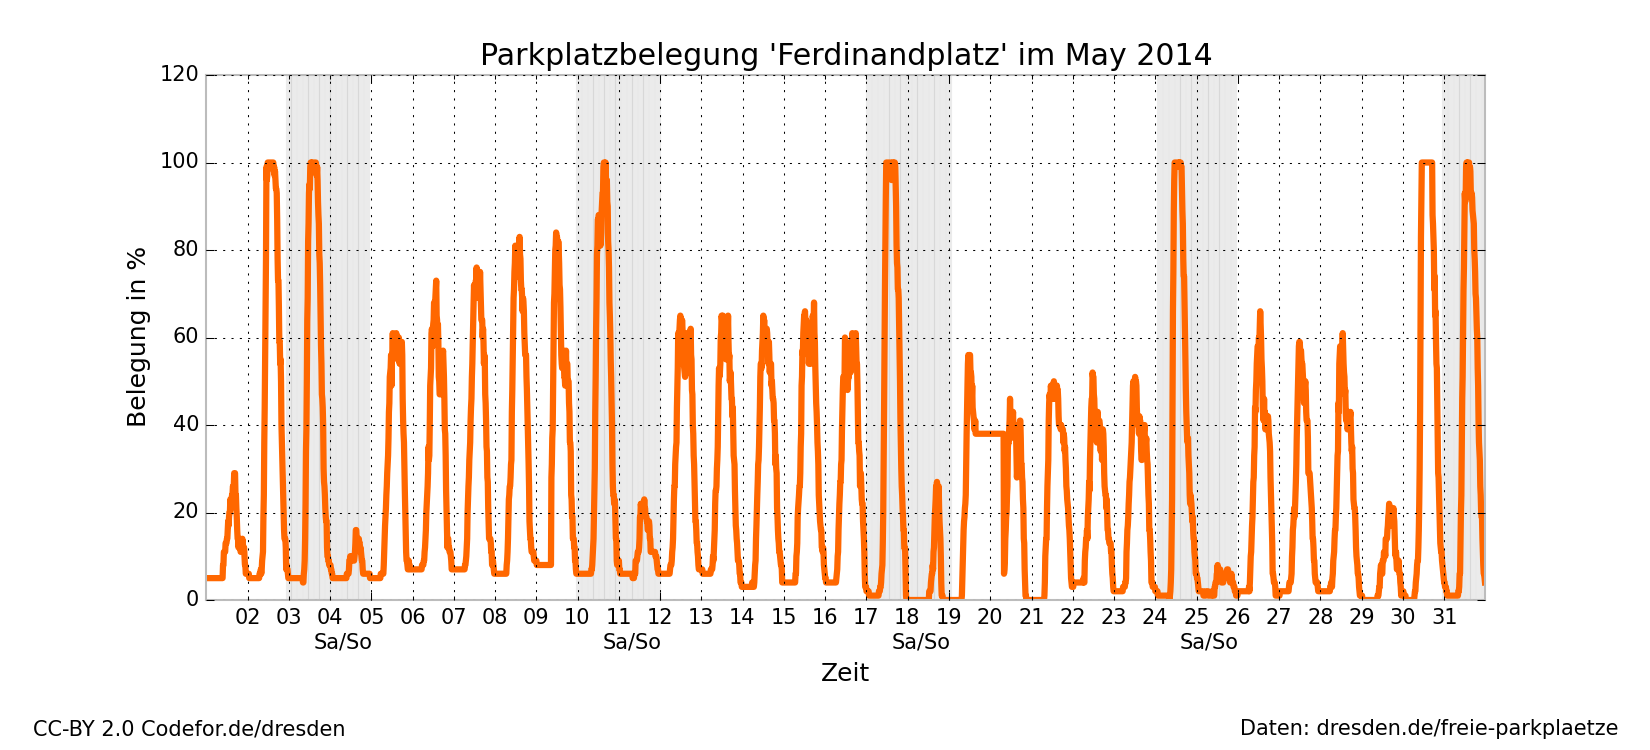 Parkplatzbelegung 'Ferdinandplatz' im May 2014
120
100
80
60
40
20
0
Belegung in %
02 03 04 05 06 07 08 09 10 11 12 13 14 15 16 17 18 19 20 21 22 23 24 25 26 27 28 29 30 31
Sa/So Sa/So Sa/So Sa/So
Zeit
CC-BY 2.0 Codefor.de/dresden
Daten: dresden.de/freie-parkplaetze